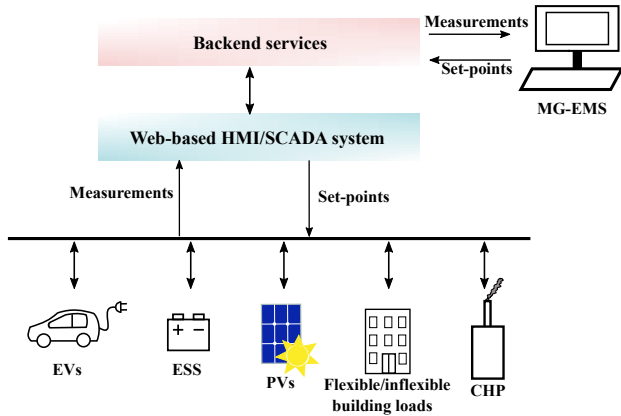 Measurements
Backend services
Set-points
MG-EMS
Web-based HMI/SCADA system
Measurements
Set-points
EVs
ESS
PVs
Flexible/inflexible
building loads
CHP